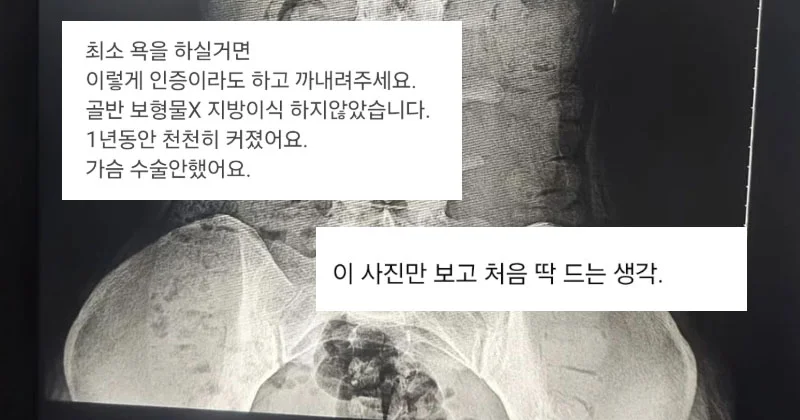 최소 욕을 하실거면
이렇게 인증이라도 하고 까내려주세요.
골반 보형물X 지방이식 하지않았습니다.
1년동안 천천히 커졌어요.
가슴 수술안했어요.
이 사진만 보고 처음 딱 드는 생각.